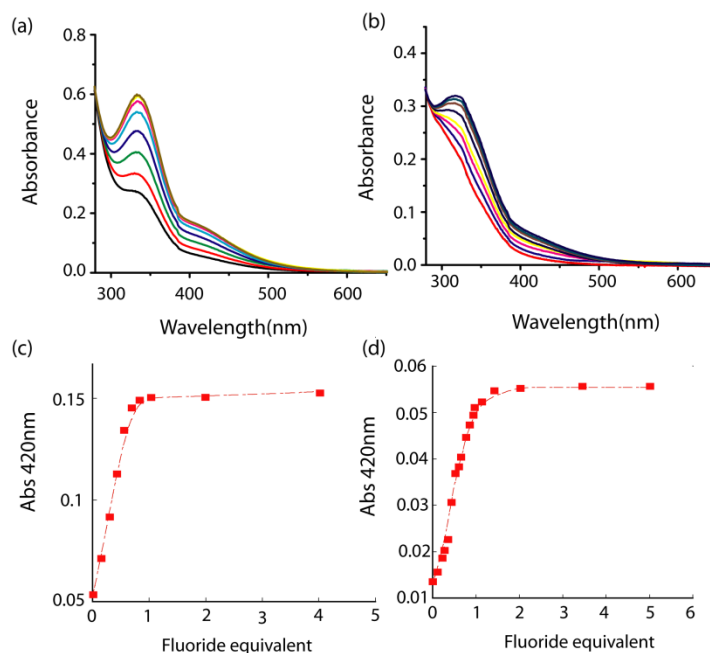 (a)
0.8
0.6
0.4
0.2
0.0
Absorbance
300 400 500 600
Wavelength(nm)
(b)
0.4
0.3
0.2
0.1
0.0
Absorbance
300 400 500 600
Wavelength(nm)
(c)
0.15
0.1
0.05
Abs 420nm
0 1 2 3 4 5
Fluoride equivalent
(d)
0.06
0.05
0.04
0.03
0.02
0.01
Abs 420nm
0 1 2 3 4 5 6
Fluoride equivalent